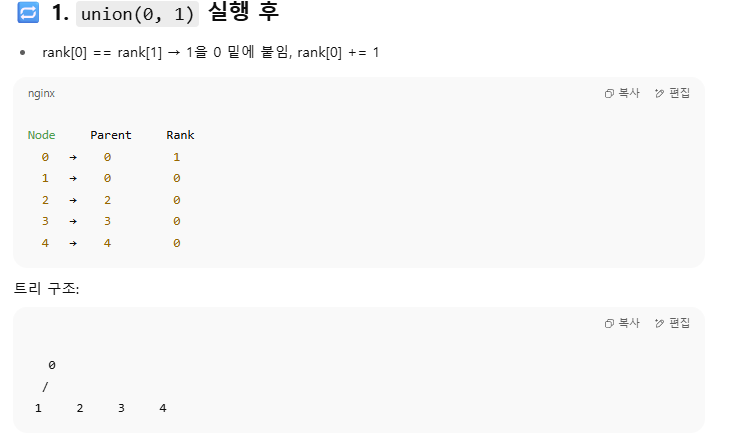 🔁 1. union(0, 1) 실행 후
• rank[0] == rank[1] → 1을 0 밑에 붙임, rank[0] += 1
nginx 복사 편집
Node Parent Rank
0 → 0 1
1 → 0 0
2 → 2 0
3 → 3 0
4 → 4 0
트리 구조:
복사 편집
0
/
1 2 3 4